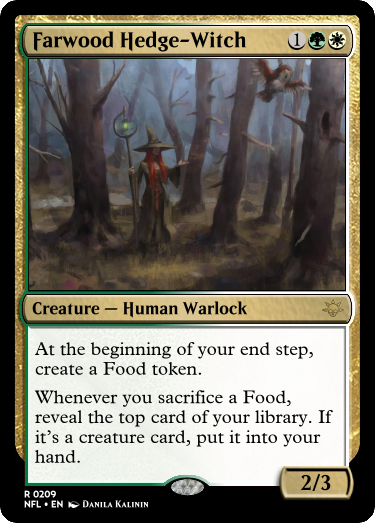 Farwood Hedge-Witch 1
Creature — Human Warlock
At the beginning of your end step,
create a Food token.
Whenever you sacrifice a Food,
reveal the top card of your library. If
it's a creature card, put it into your
hand.
2/3
R 0209
NFL • EN Danila Kalinin